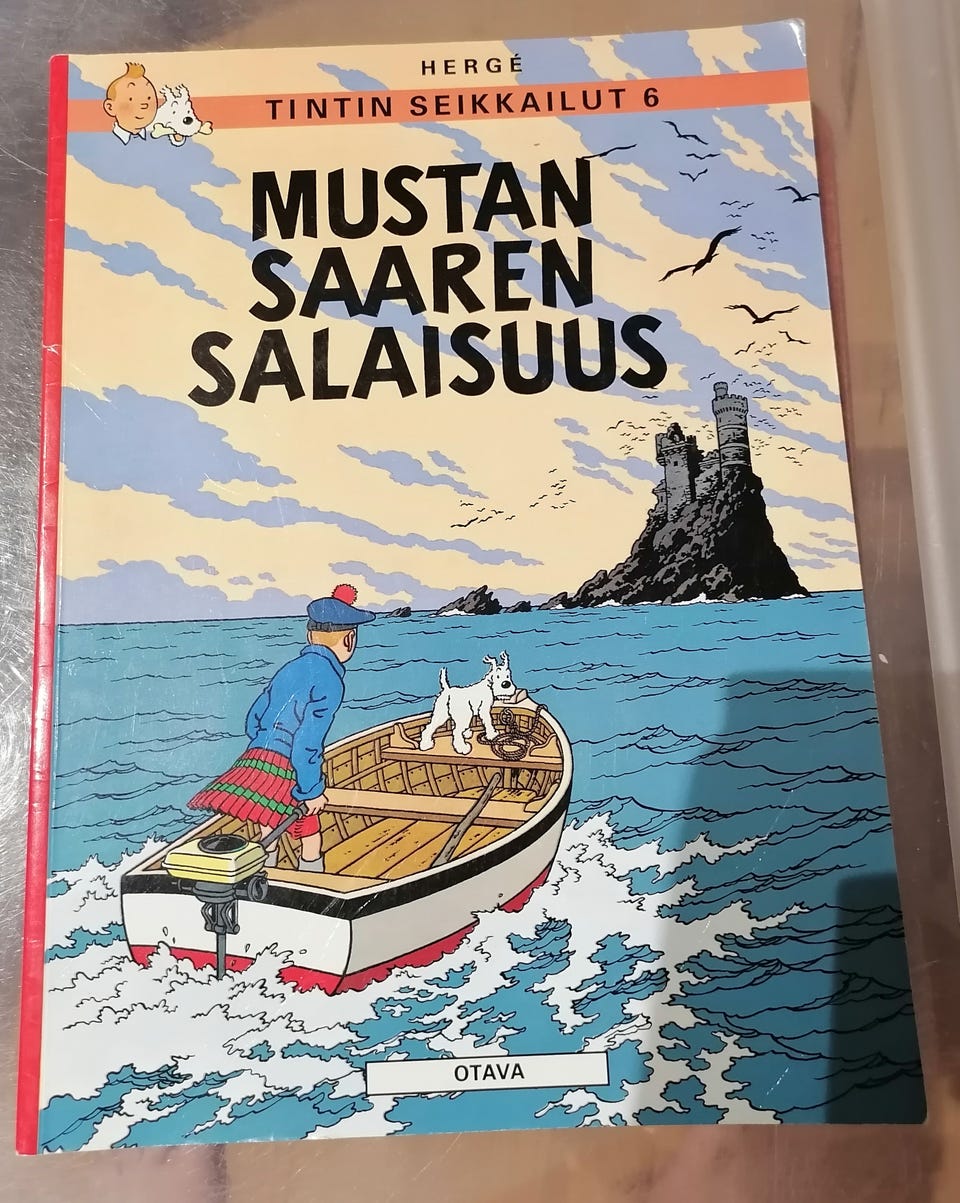 HERGÉ
TINTIN SEIKKAILUT 6
MUSTAN
SAAREN
SALAISUUS
OTAVA